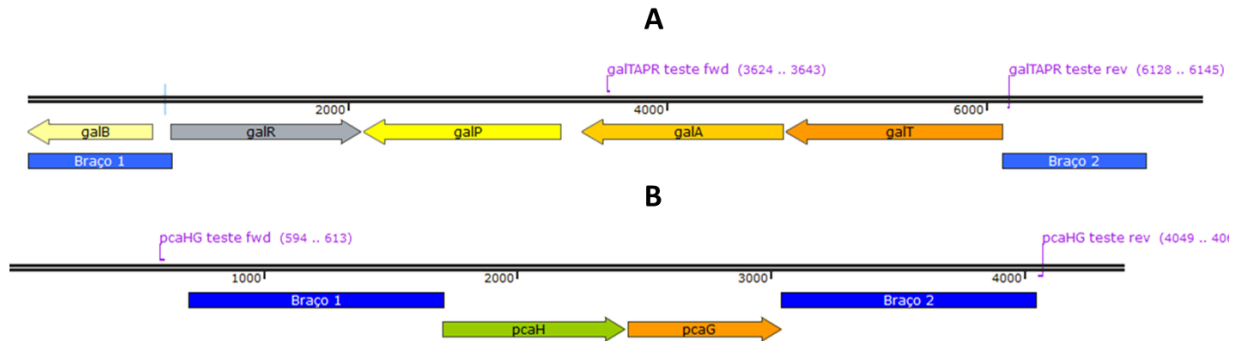 A
galTAPR teste fwd (3624 .. 3643)
galTAPR teste rev (6128 .. 6145)
2000
4000
6000
galB
galR
galP
galA
galT
Braço 1
Braço 2
B
pcaHG teste fwd (594 .. 613)
pcaHG teste rev (4049 ..
1000
2000
3000
4000
Braço 1
Braço 2
pcaH
pcaG